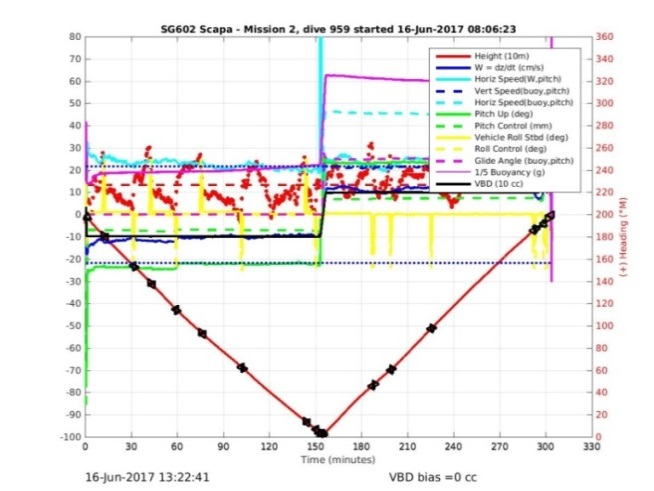 SG602 Scapa - Mission 2, dive 959 started 16-Jun-2017 08:06:23
80
70
60
50
40
30
20
10
0
-10
-20
-30
-40
-50
-60
-70
-80
-90
-100
Height (10m)
W = dz/dt (cm/s)
Horiz Speed(W,pitch)
Vert Speed(buoy,pitch)
Horiz Speed(buoy,pitch)
Pitch Up (deg)
Pitch Control (mm)
Vehicle Roll Stbd (deg)
Roll Control (deg)
Glide Angle (buoy,pitch)
1/5 Buoyancy (g)
VBD (10 cc)
360
340
320
300
280
260
240
220
200
180
160
140
120
100
80
60
40
20
0
(+) Heading (°M)
0 30 60 90 120 150 180 210 240 270 300 330
Time (minutes)
16-Jun-2017 13:22:41 VBD bias =0 cc